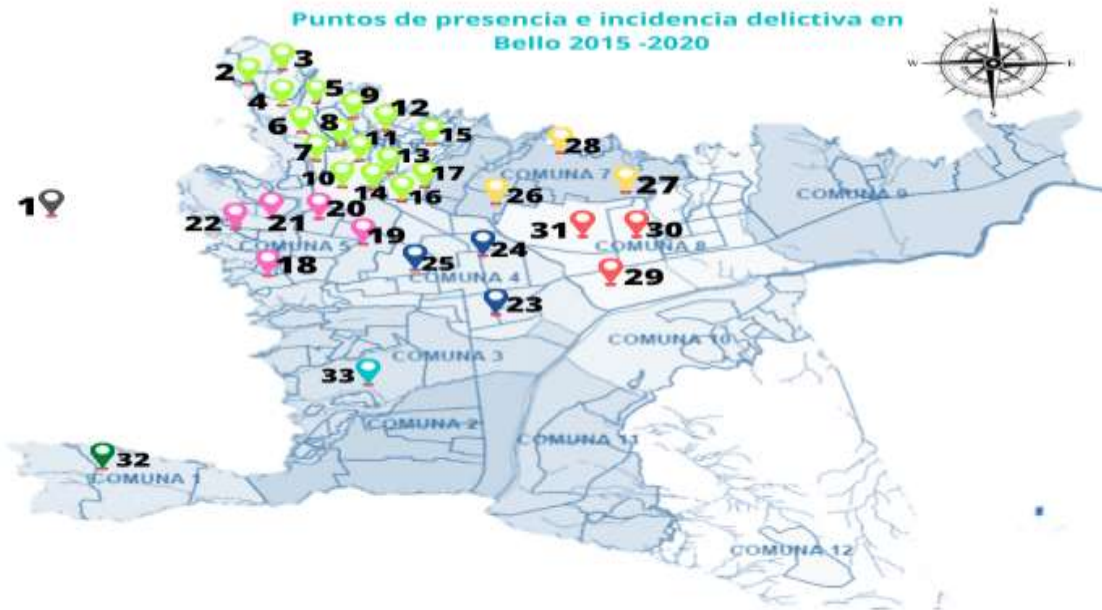 Puntos de presencia e incidencia delictiva en
Bello 2015 -2020
N
W
E
S
3
2
5
4
9
12
6
8
15
11
7
13
28
10
17
COMUNA 7
27
14
16
26
COMUNA 9
1
20
21
22
31
30
19
COMUNA 5
COMUNA 8
24
18
25
COMUNA 4
29
23
COMUNA 10
COMUNA 3
33
COMUNA 2
COMUNA 11
32
COMUNA 1
COMUNA 12